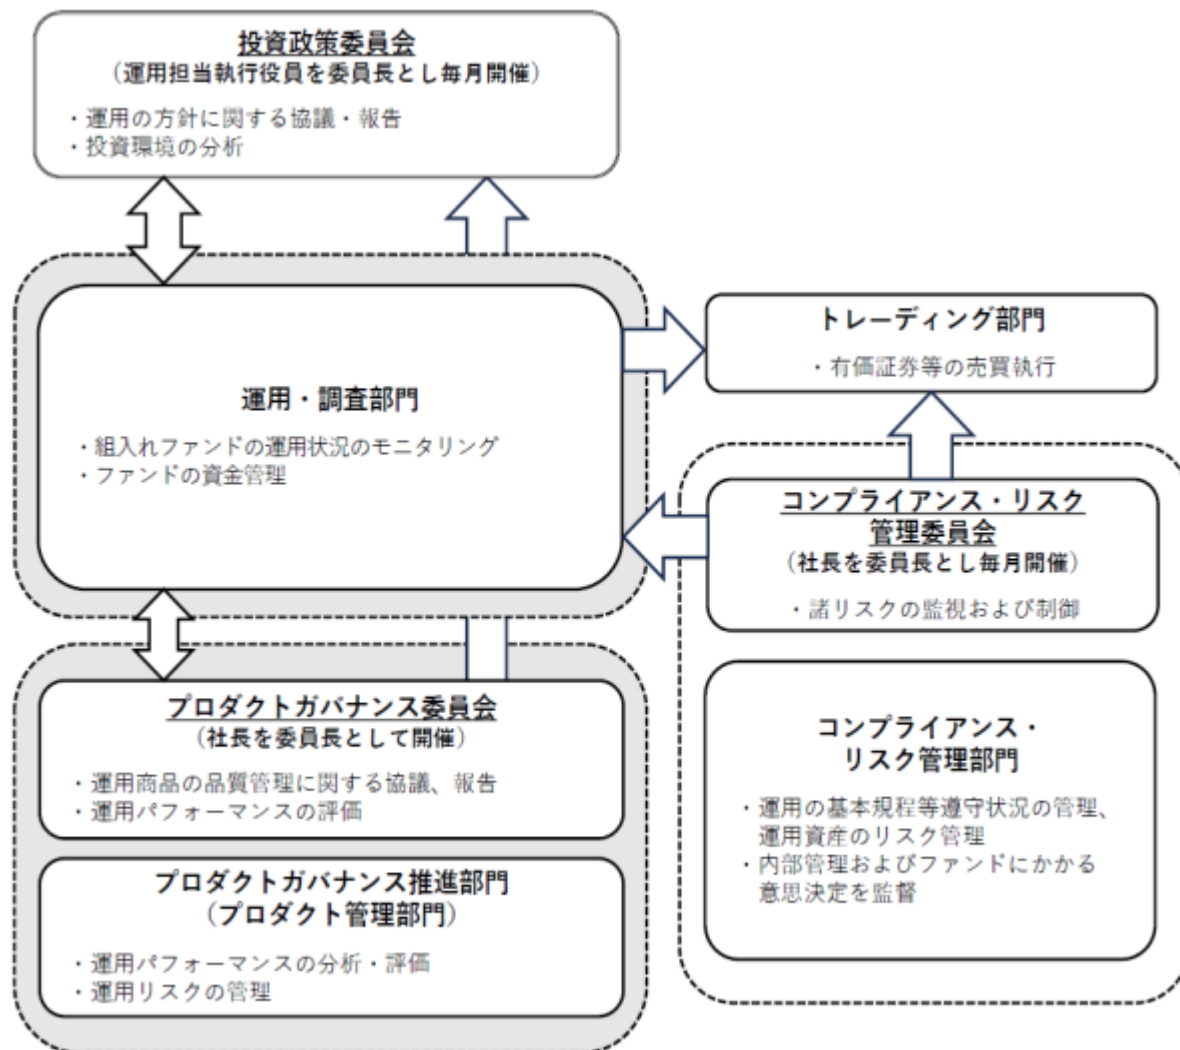 投資政策委員会
（運用担当執行役員を委員長とし毎月開催）
・運用の方針に関する協議・報告
・投資環境の分析
運用・調査部門
・組入れファンドの運用状況のモニタリング
・ファンドの資金管理
トレーディング部門
・有価証券等の売買執行
コンプライアンス・リスク
管理委員会
（社長を委員長とし毎月開催）
・諸リスクの監視および制御
プロダクトガバナンス委員会
（社長を委員長として開催）
・運用商品の品質管理に関する協議、報告
・運用パフォーマンスの評価
プロダクトガバナンス推進部門
（プロダクト管理部門）
・運用パフォーマンスの分析・評価
・運用リスクの管理
コンプライアンス・
リスク管理部門
・運用の基本規程等遵守状況の管理、
運用資産のリスク管理
・内部管理およびファンドにかかる
意思決定を監督